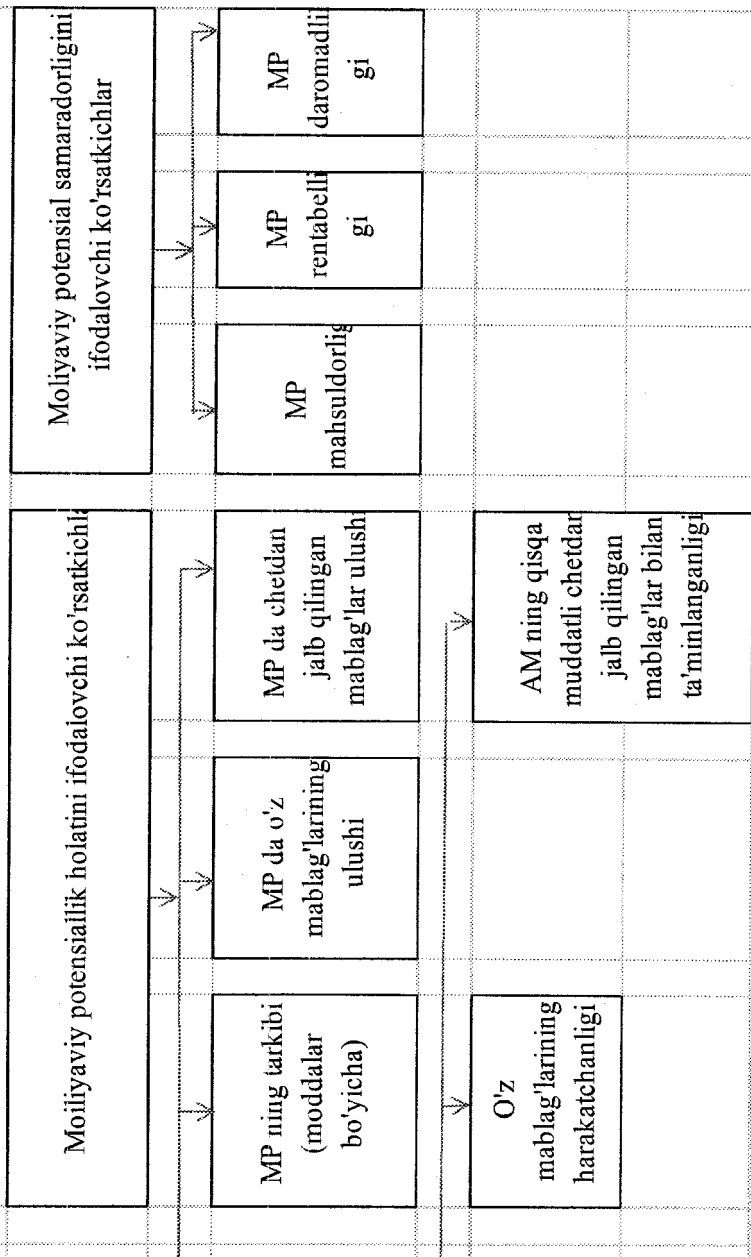 Moiliyaviy potensiallik holatini ifodalovchi ko'rsatkichla
Moliyaviy potensial samaradorligini
ifodalovchi ko'rsatkichlar
MP ning tarkibi
(moddalar
bo'yicha)
MP da o'z
mablag'larining
ulushi
MP da chetdan
jalb qilingan
mablag'lar ulushi
MP
mahsuldorlig
MP
rentabelli
gi
MP
daromadli
gi
O'z
mablag'larining
harakatchanligi
AM ning qisqa
muddatli chetdan
jalb qilingan
mablag'lar bilan
ta'minlanganligi